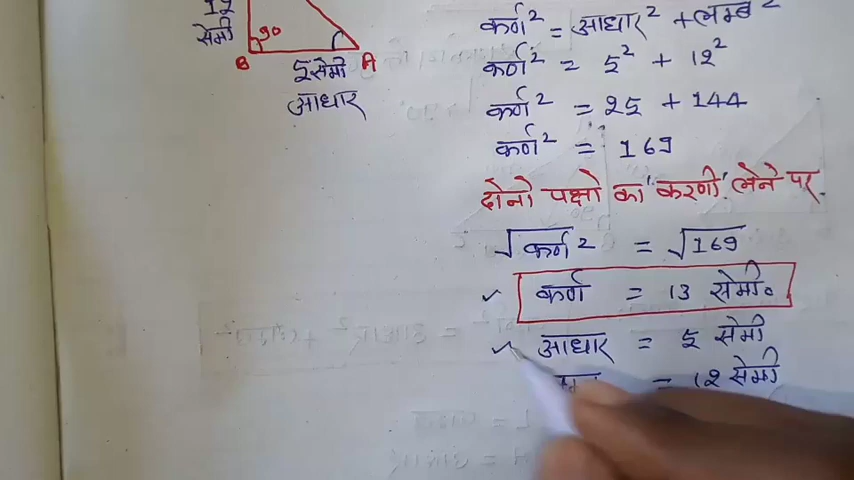 12
सेमी
90
B
A
5 सेमी
आधार
कर्ण² = आधार² + लम्ब²
कर्ण² = 5² + 12²
कर्ण² = 25 + 144
कर्ण² = 169
दोनो पक्षो का करणी लेने पर
√कर्ण² = √169
कर्ण = 13 सेमी०
आधार = 5 सेमी
= 12 सेमी